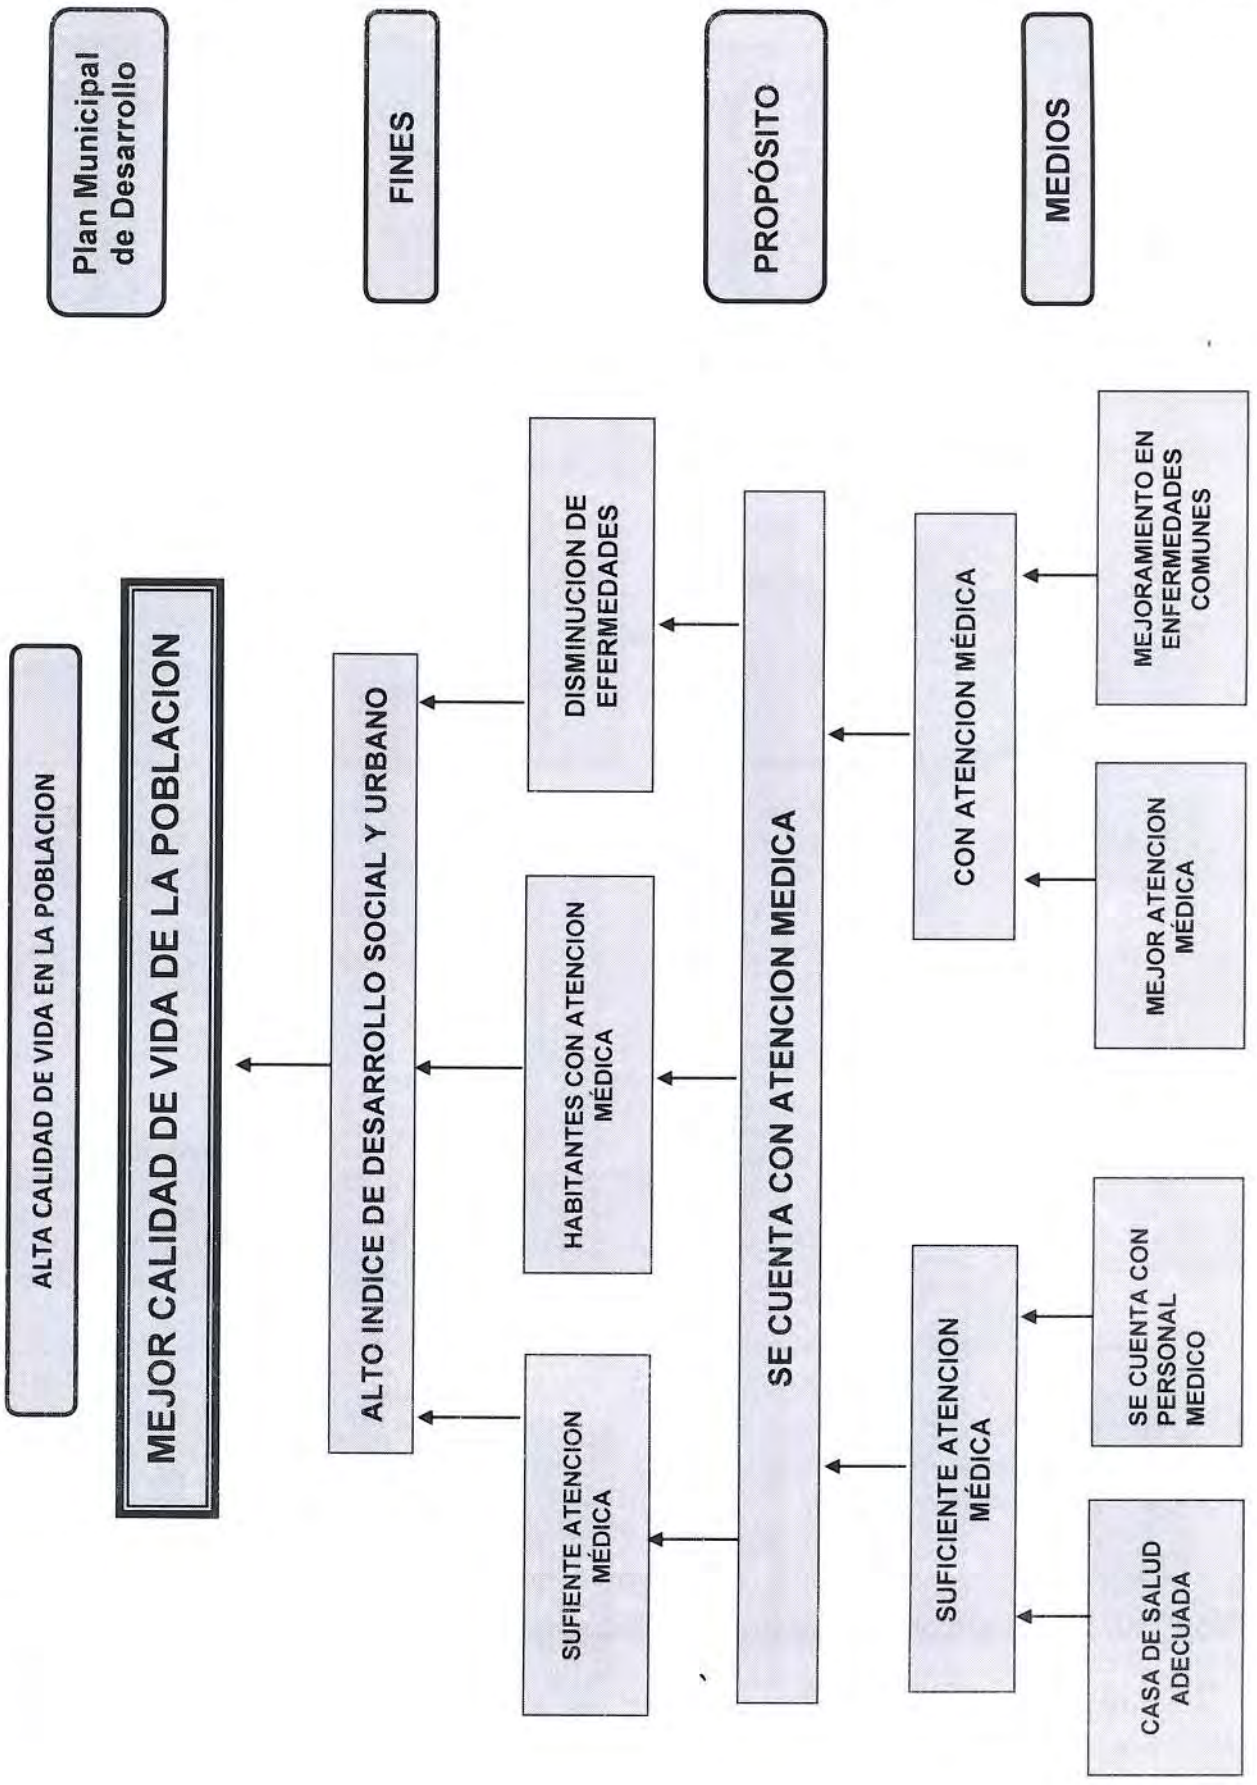 ALTA CALIDAD DE VIDA EN LA POBLACION
Plan Municipal
de Desarrollo
MEJOR CALIDAD DE VIDA DE LA POBLACION
ALTO INDICE DE DESARROLLO SOCIAL Y URBANO
FINES
SUFIENTE ATENCION
MÉDICA
HABITANTES CON ATENCION
MÉDICA
DISMINUCION DE
EFERMEDADES
SE CUENTA CON ATENCION MEDICA
PROPÓSITO
SUFICIENTE ATENCION
MÉDICA
CON ATENCION MÉDICA
MEDIOS
CASA DE SALUD
ADECUADA
SE CUENTA CON
PERSONAL
MEDICO
MEJOR ATENCION
MÉDICA
MEJORAMIENTO EN
ENFERMEDADES
COMUNES